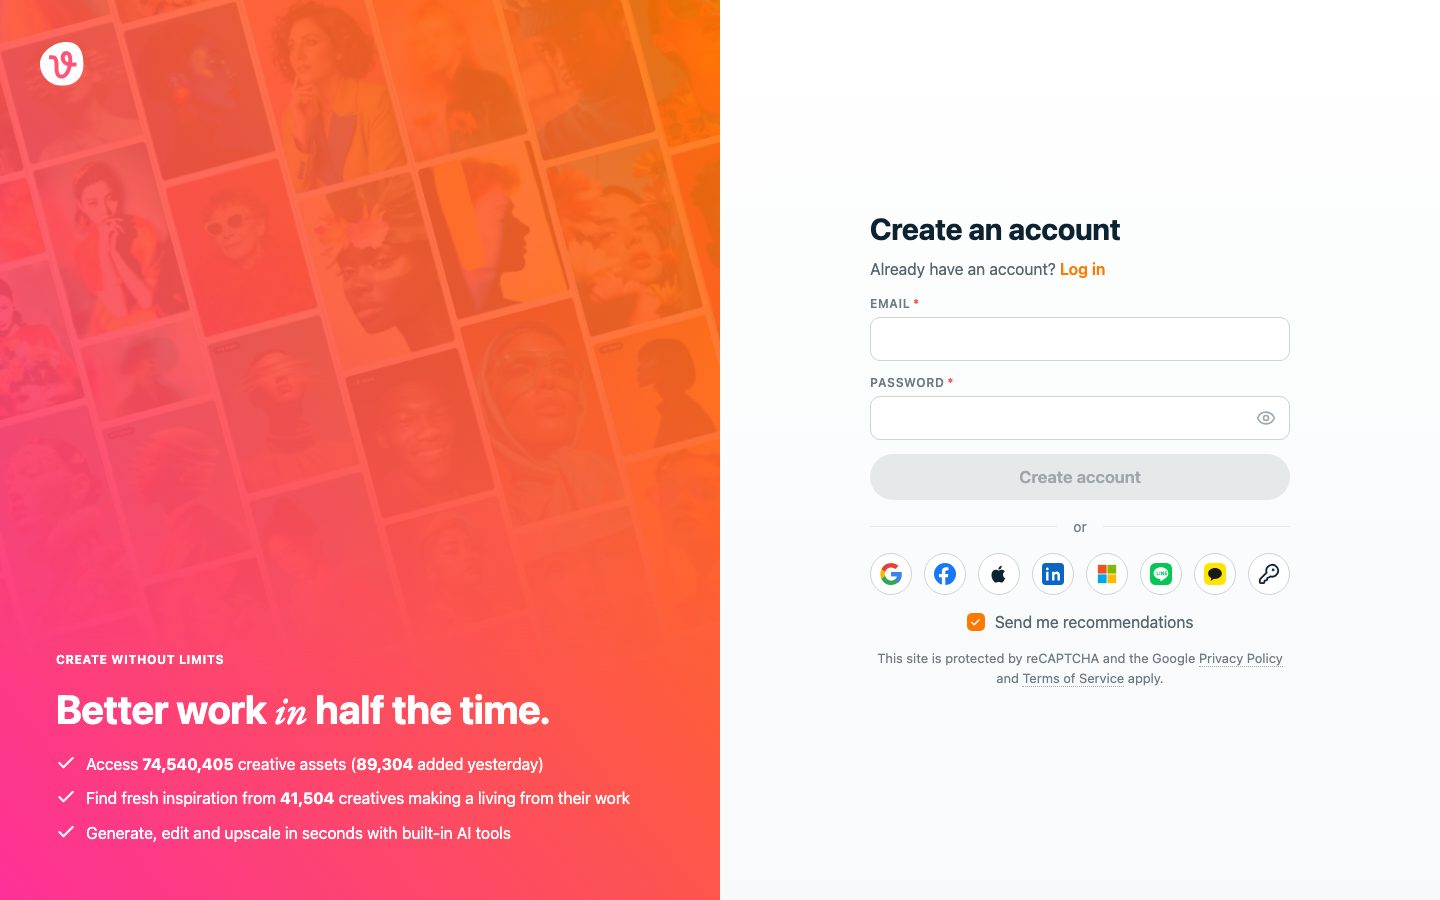 CREATE WITHOUT LIMITS
Better work in half the time.
Access 74,540,405 creative assets (89,304 added yesterday)
Find fresh inspiration from 41,504 creatives making a living from their work
Generate, edit and upscale in seconds with built-in AI tools
Create an account
Already have an account? Log in
EMAIL *
PASSWORD *
Create account
or
LINE
Send me recommendations
This site is protected by reCAPTCHA and the Google Privacy Policy
and Terms of Service apply.